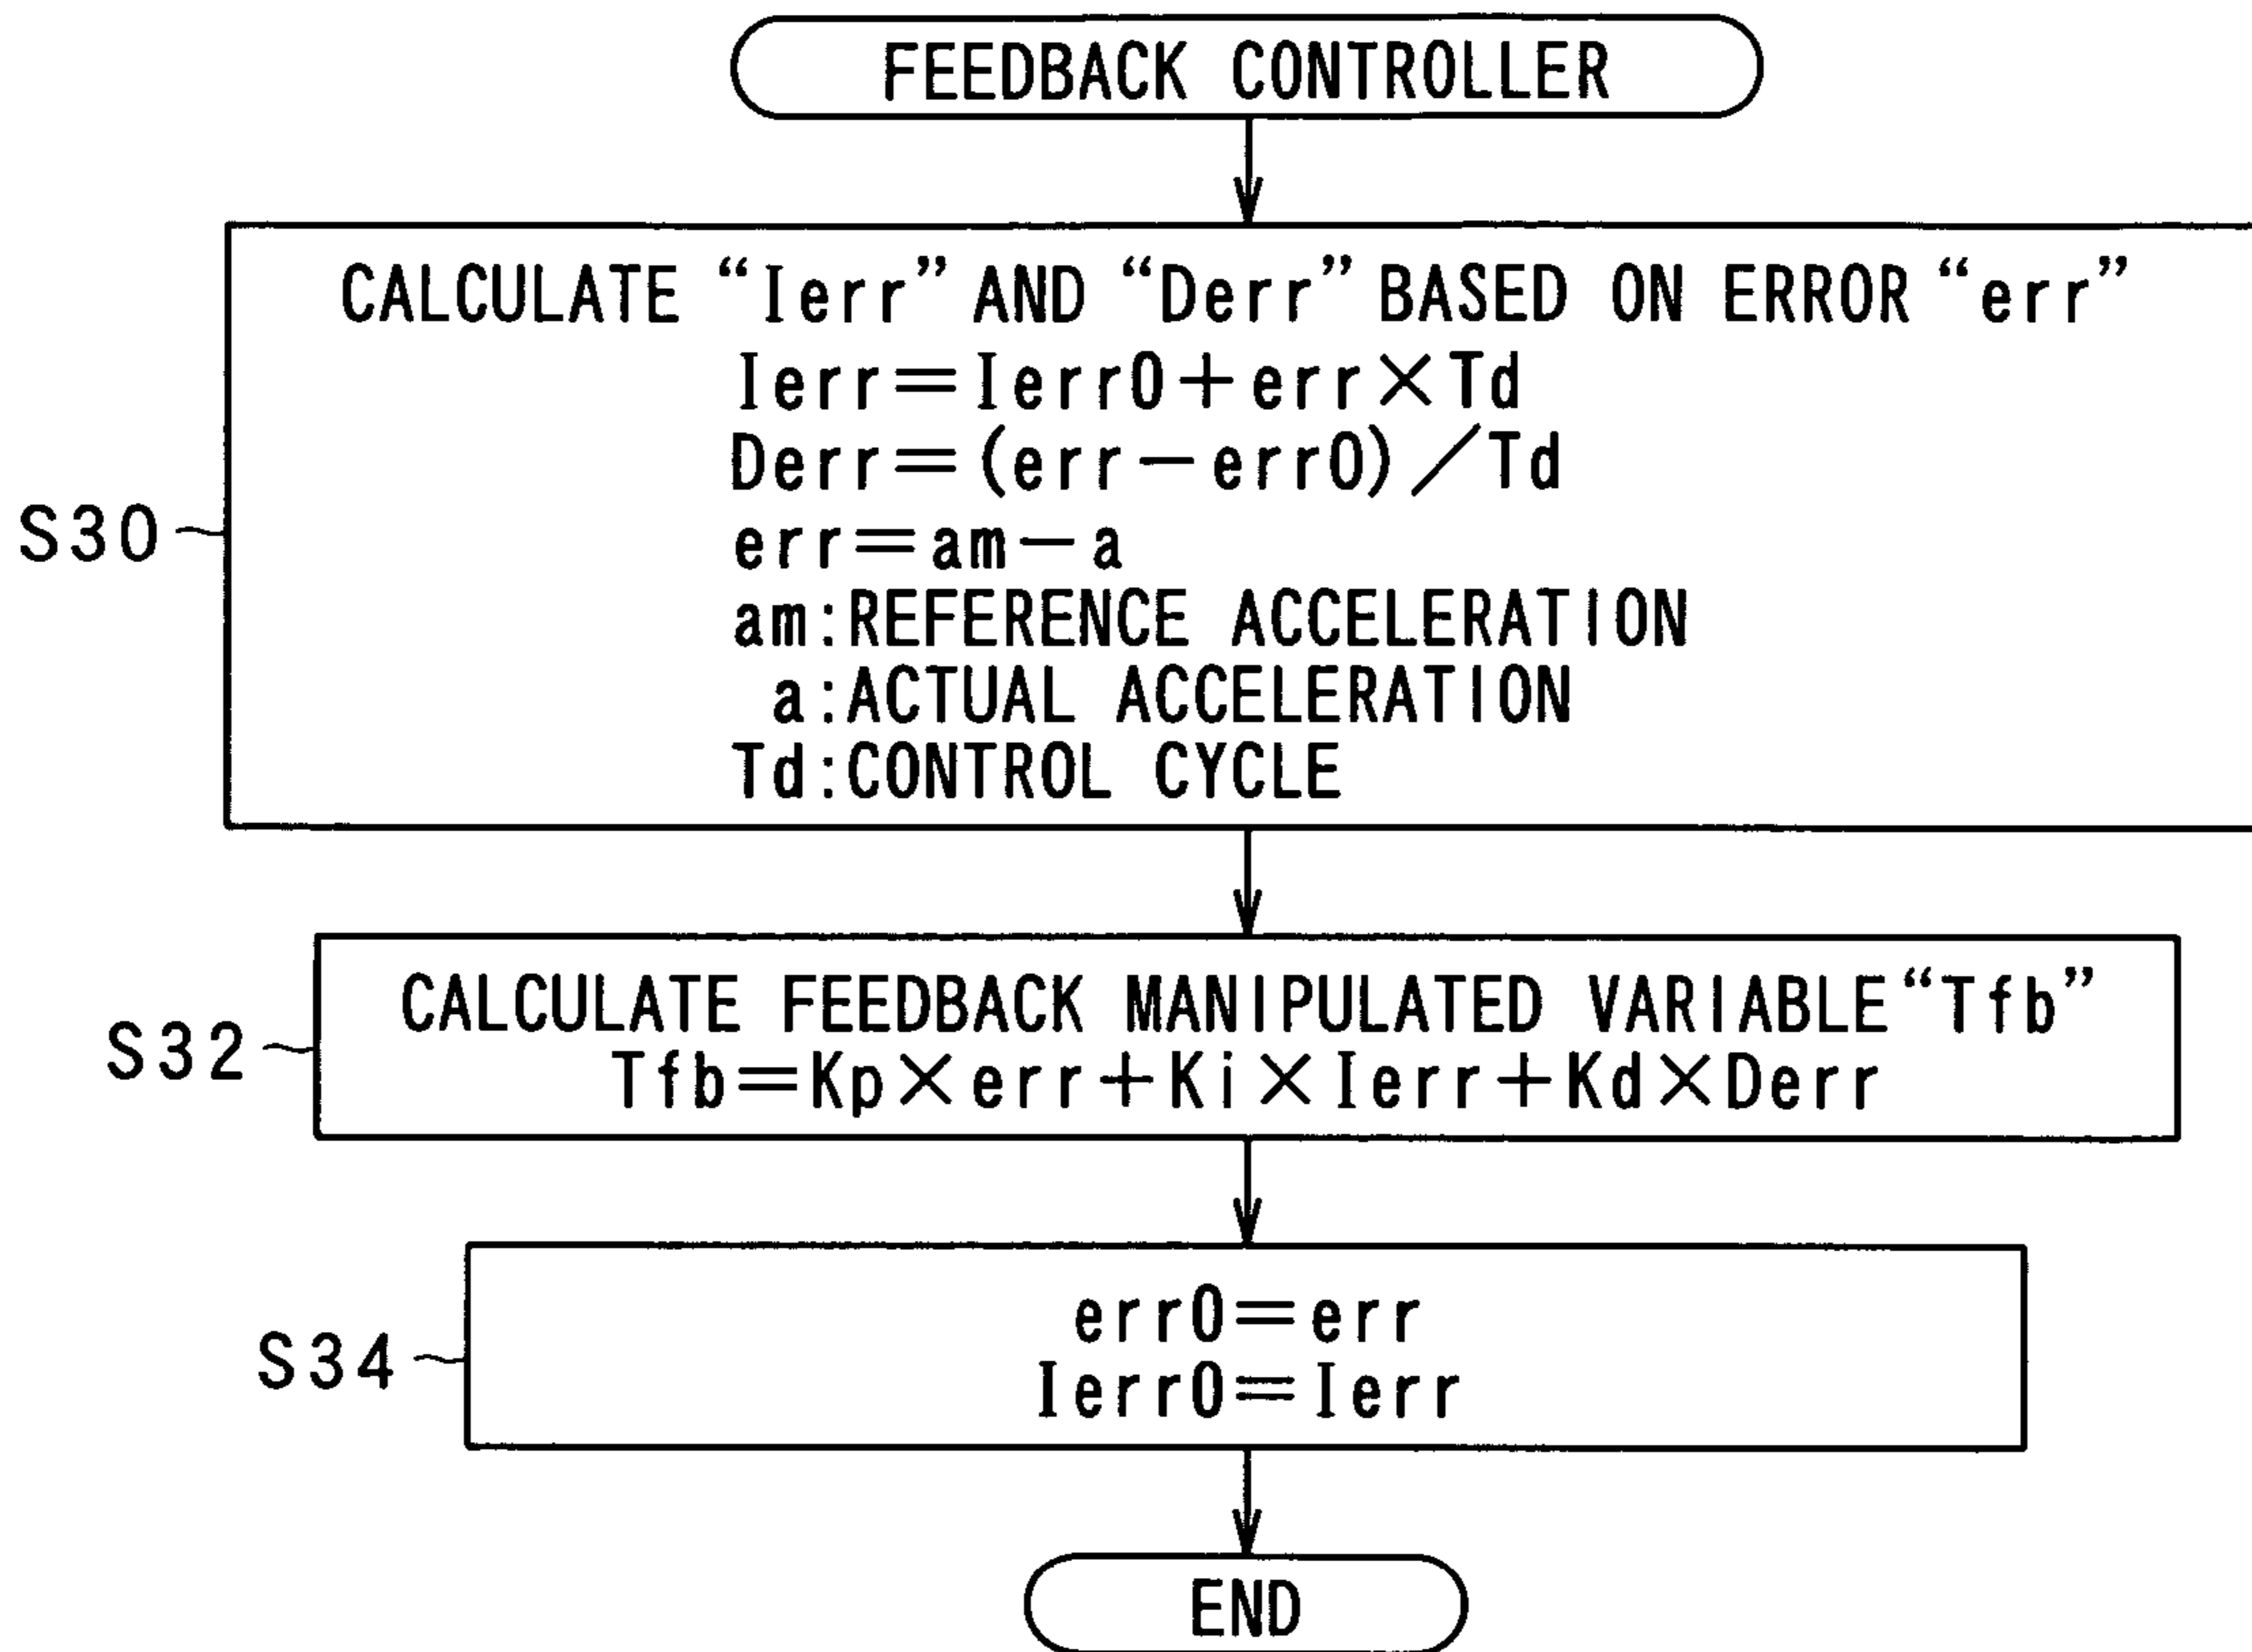 FEEDBACK CONTROLLER
CALCULATE “Ierr” AND “Derr” BASED ON ERROR “err”
Ierr=Ierr0+err×Td
Derr=(err−err0)/Td
S30
err=am−a
am:REFERENCE ACCELERATION
a:ACTUAL ACCELERATION
Td:CONTROL CYCLE
CALCULATE FEEDBACK MANIPULATED VARIABLE “Tfb”
S32
Tfb=Kp×err+Ki×Ierr+Kd×Derr
err0=err
S34
Ierr0=Ierr
END